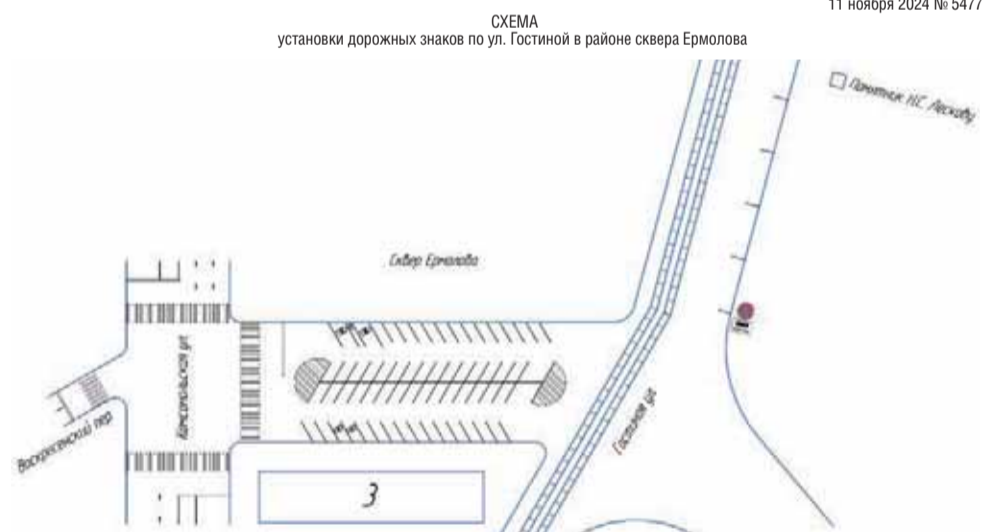 11 ноября 2024 № 5477
СХЕМА
установки дорожных знаков по ул. Гостиной в районе сквера Ермолова
Памятник Н.С. Лескову
Сквер Ермолова
Комсомольская ул.
Гостиная ул.
Воскресенский пер.
3